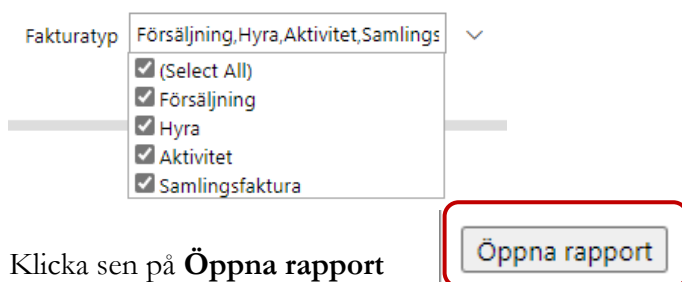 Fakturatyp Försäljning,Hyra,Aktivitet,Samlings
(Select All)
Försäljning
Hyra
Aktivitet
Samlingsfaktura
Klicka sen på Öppna rapport Öppna rapport